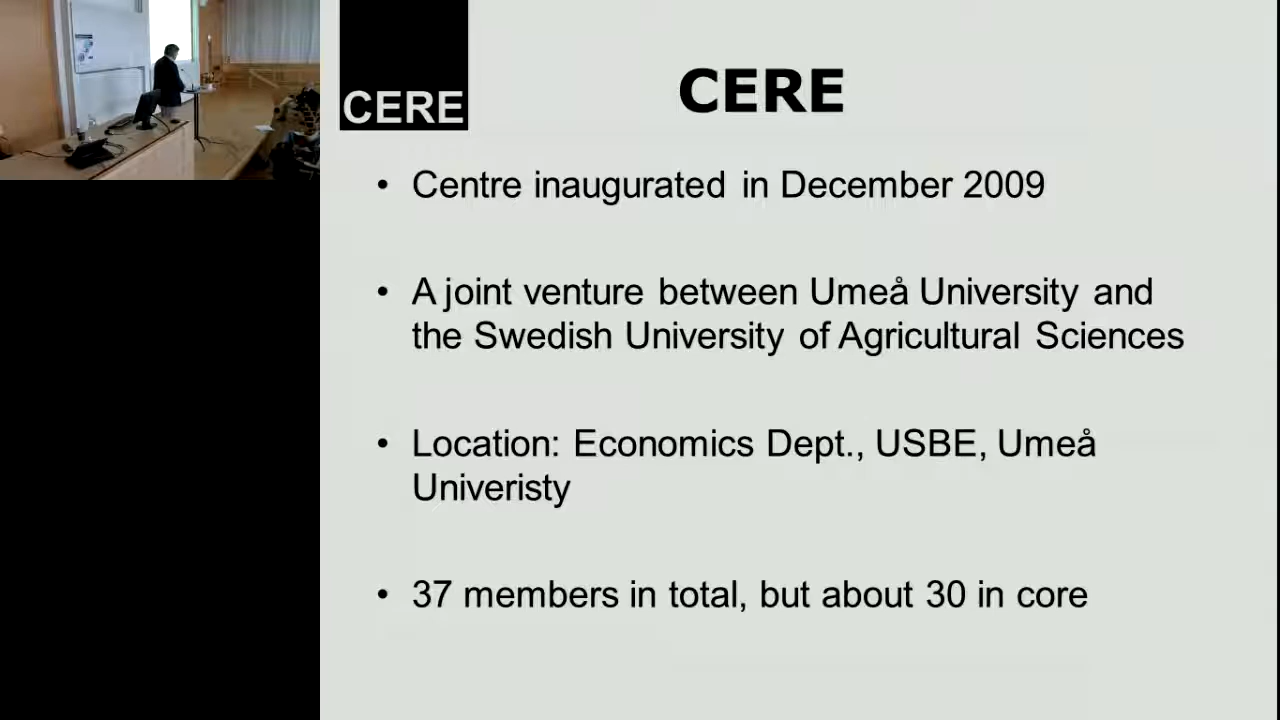 CERE
CERE
• Centre inaugurated in December 2009
• A joint venture between Umeå University and
the Swedish University of Agricultural Sciences
• Location: Economics Dept., USBE, Umeå
Univeristy
• 37 members in total, but about 30 in core